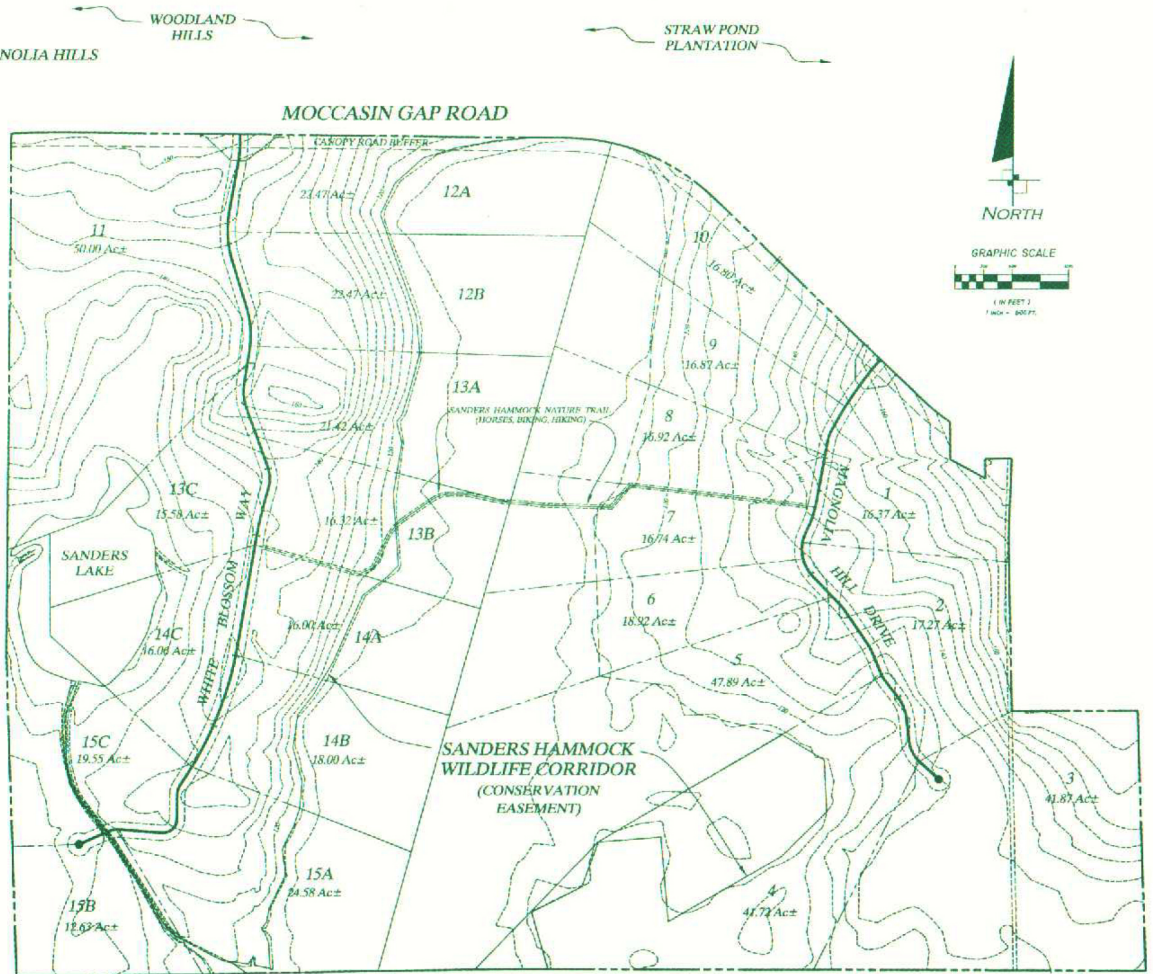 WOODLAND
HILLS
STRAW POND
PLANTATION
NOLIA HILLS
MOCCASIN GAP ROAD
CANOPY ROAD BUFFER
NORTH
GRAPHIC SCALE
( IN FEET )
12A
23.47 Ac±
11
50.00 Ac±
10
16.80 Ac±
12B
22.47 Ac±
9
16.87 Ac±
13A
SANDERS HAMMOCK NATURE TRAIL
(HORSES, BIKING, HIKING)
21.42 Ac±
8
16.92 Ac±
13C
15.58 Ac±
WHITE BLOSSOM WAY
16.32 Ac±
13B
7
16.74 Ac±
MAGNOLIA HILL DRIVE
1
16.37 Ac±
SANDERS
LAKE
6
18.92 Ac±
2
17.27 Ac±
14C
16.06 Ac±
16.00 Ac±
14A
5
47.89 Ac±
15C
19.55 Ac±
14B
18.00 Ac±
SANDERS HAMMOCK
WILDLIFE CORRIDOR
(CONSERVATION
EASEMENT)
3
41.87 Ac±
15A
24.58 Ac±
4
41.72 Ac±
15B
12.63 Ac±